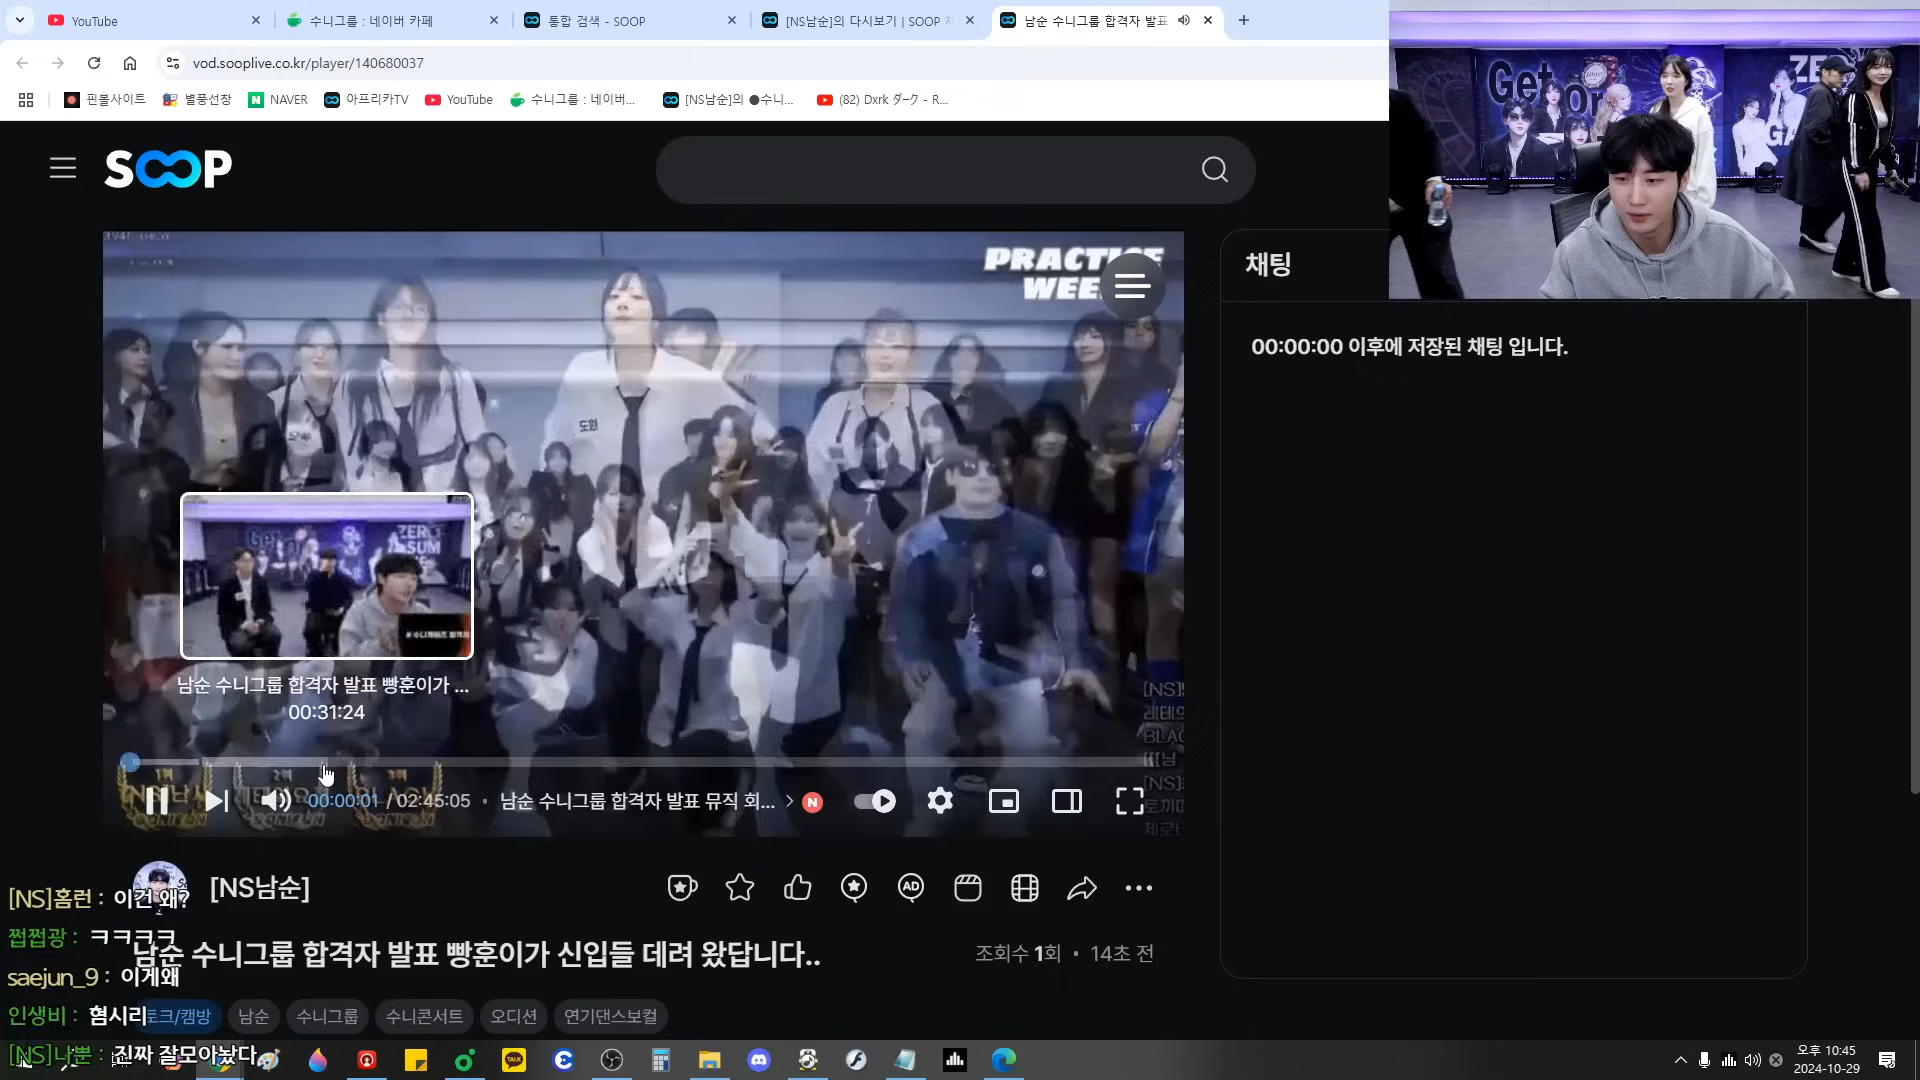 YouTube
수니그룹 : 네이버 카페
통합 검색 - SOOP
[NS남순]의 다시보기 | SOOP
남순 수니그룹 합격자 발표
vod.sooplive.co.kr/player/140680037
핀볼사이트
별풍선창
NAVER
아프리카TV
YouTube
수니그룹 : 네이버...
[NS남순]의 ●수니...
(82) Dxrk ダーク - R...
SOOP
채팅
00:00:00 이후에 저장된 채팅 입니다.
PRACTICE
WEE
도원
남순 수니그룹 합격자 발표 빵훈이가 ...
00:31:24
00:00:01 / 02:45:05 • 남순 수니그룹 합격자 발표 뮤직 회... >
N
[NS남순]
AD
남순 수니그룹 합격자 발표 빵훈이가 신입들 데려 왔답니다..
조회수 1회 • 14초 전
토크/캠방
남순
수니그룹
수니콘서트
오디션
연기댄스보컬
[NS]홈런 : 이건 왜?
쩝쩝광 : ㅋㅋㅋㅋ
saejun_9 : 이게왜
인생비 : 혐시리
[NS]나뿐 : 진짜 잘모아놨다
TALK
오후 10:45
2024-10-29